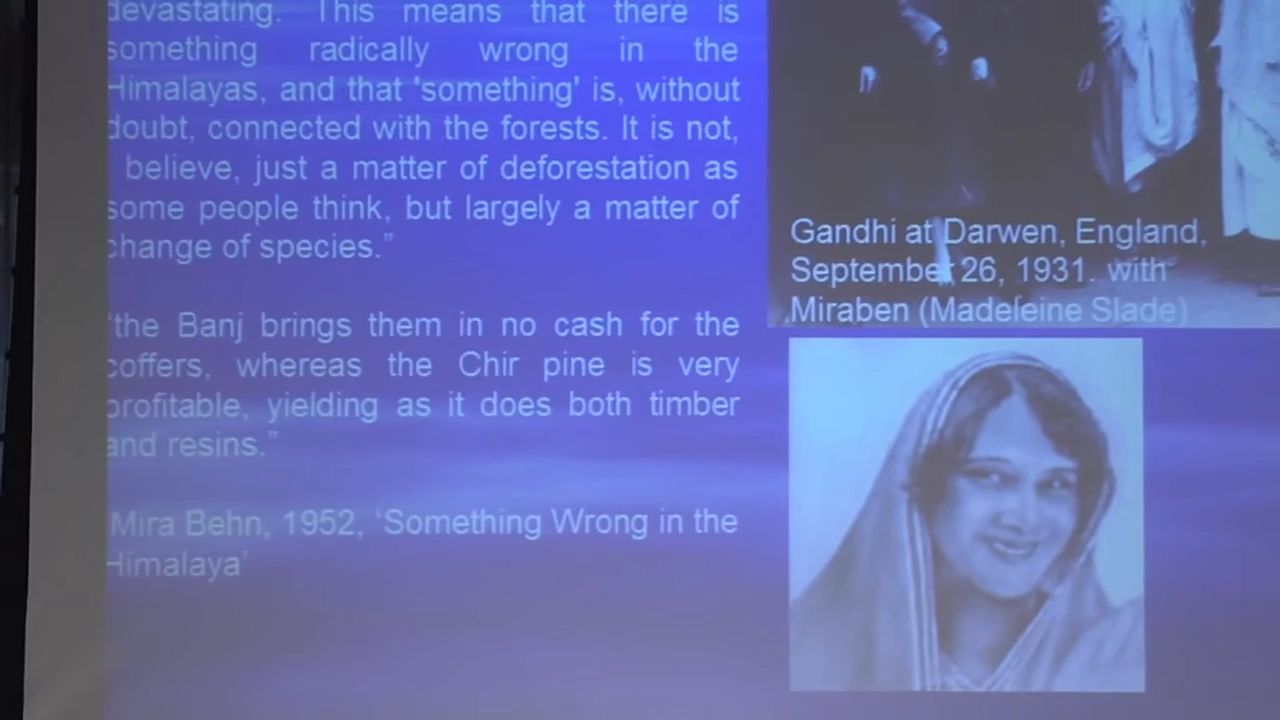 devastating. This means that there is
something radically wrong in the
Himalayas, and that 'something' is, without
doubt, connected with the forests. It is not,
believe, just a matter of deforestation as
some people think, but largely a matter of
change of species.”
“the Banj brings them in no cash for the
coffers, whereas the Chir pine is very
profitable, yielding as it does both timber
and resins.”
Mira Behn, 1952, ‘Something Wrong in the
Himalaya’
Gandhi at Darwen, England,
September 26, 1931. with
Miraben (Madeleine Slade)